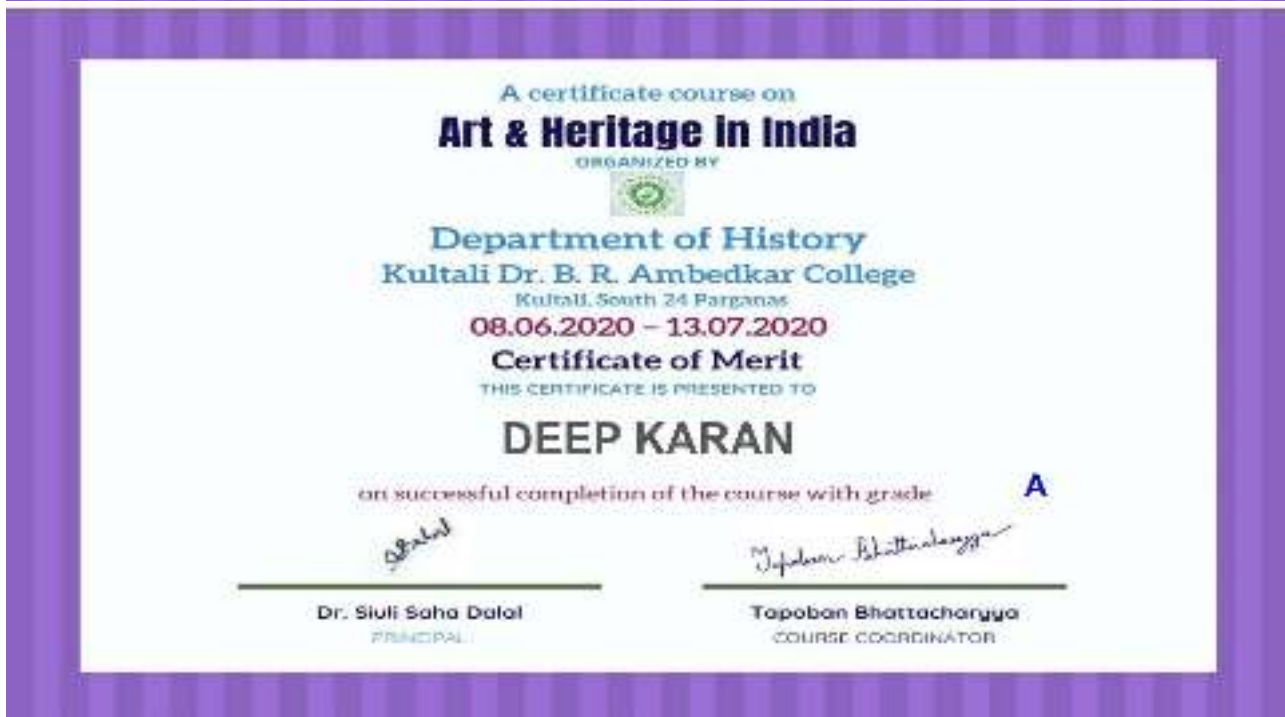 A certificate course on
Art & Heritage in India
ORGANIZED BY
Department of History
Kultali Dr. B. R. Ambedkar College
Kultali, South 24 Parganas
08.06.2020 – 13.07.2020
Certificate of Merit
THIS CERTIFICATE IS PRESENTED TO
DEEP KARAN
on successful completion of the course with grade A
Tapoban Bhattacharyya
Dr. Siuli Saha Dalal Tapoban Bhattacharyya
PRINCIPAL COURSE COORDINATOR